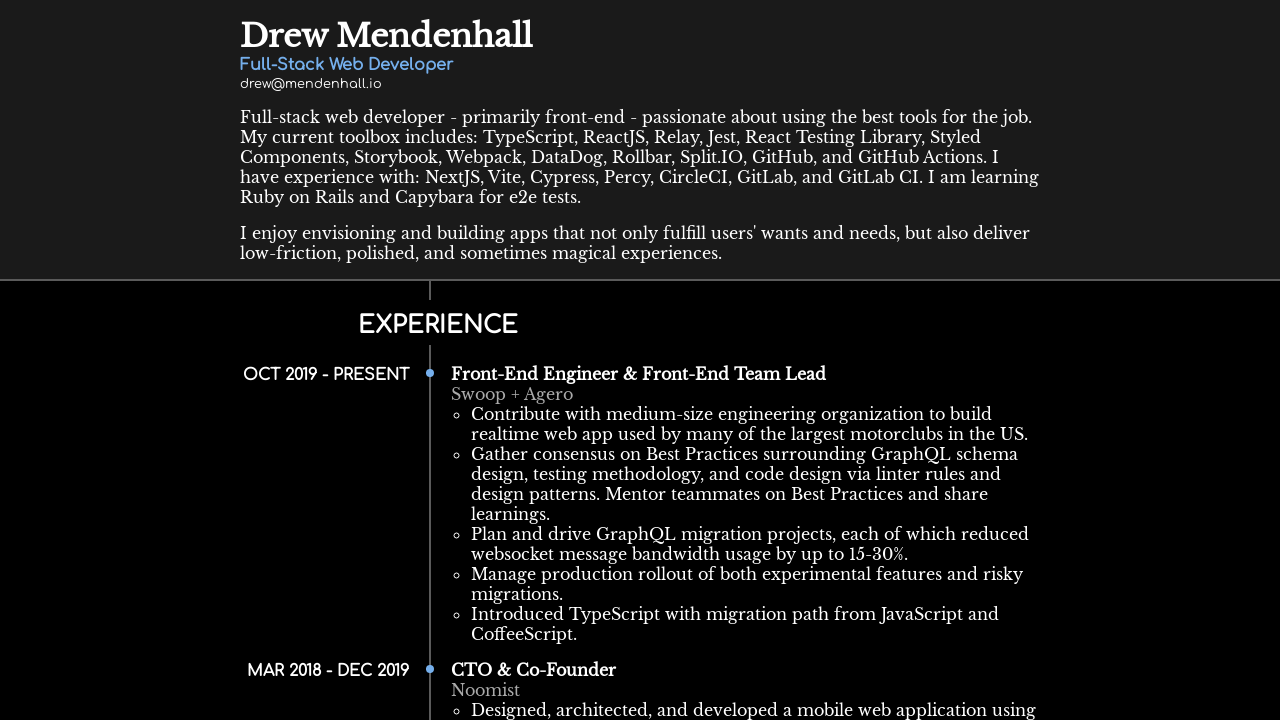 Drew Mendenhall
Full-Stack Web Developer
drew@mendenhall.io
Full-stack web developer - primarily front-end - passionate about using the best tools for the job.
My current toolbox includes: TypeScript, ReactJS, Relay, Jest, React Testing Library, Styled
Components, Storybook, Webpack, DataDog, Rollbar, Split.IO, GitHub, and GitHub Actions. I
have experience with: NextJS, Vite, Cypress, Percy, CircleCI, GitLab, and GitLab CI. I am learning
Ruby on Rails and Capybara for e2e tests.
I enjoy envisioning and building apps that not only fulfill users' wants and needs, but also deliver
low-friction, polished, and sometimes magical experiences.
EXPERIENCE
OCT 2019 - PRESENT
Front-End Engineer & Front-End Team Lead
Swoop + Agero
Contribute with medium-size engineering organization to build
realtime web app used by many of the largest motorclubs in the US.
Gather consensus on Best Practices surrounding GraphQL schema
design, testing methodology, and code design via linter rules and
design patterns. Mentor teammates on Best Practices and share
learnings.
Plan and drive GraphQL migration projects, each of which reduced
websocket message bandwidth usage by up to 15-30%.
Manage production rollout of both experimental features and risky
migrations.
Introduced TypeScript with migration path from JavaScript and
CoffeeScript.
MAR 2018 - DEC 2019
CTO & Co-Founder
Noomist
Designed, architected, and developed a mobile web application using